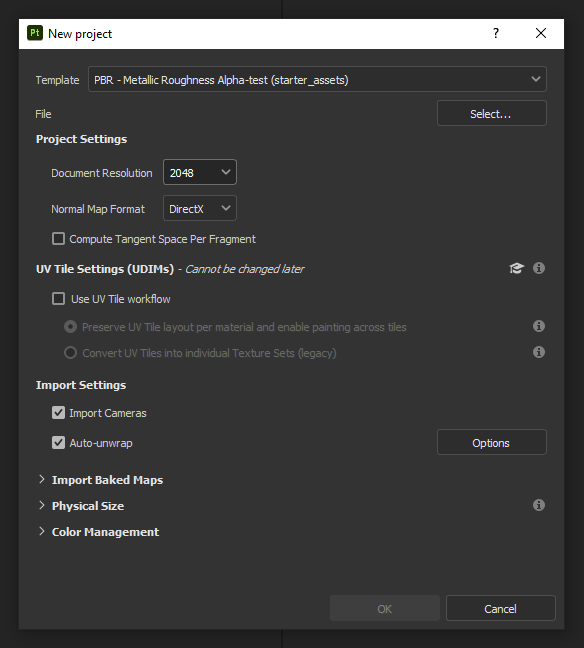 Pt New project ?
Template PBR - Metallic Roughness Alpha-test (starter_assets)
File Select...
Project Settings
Document Resolution 2048
Normal Map Format DirectX
Compute Tangent Space Per Fragment
UV Tile Settings (UDIMs) - Cannot be changed later
Use UV Tile workflow
Preserve UV Tile layout per material and enable painting across tiles
Convert UV Tiles into individual Texture Sets (legacy)
Import Settings
Import Cameras
Auto-unwrap Options
Import Baked Maps
Physical Size
Color Management
OK Cancel